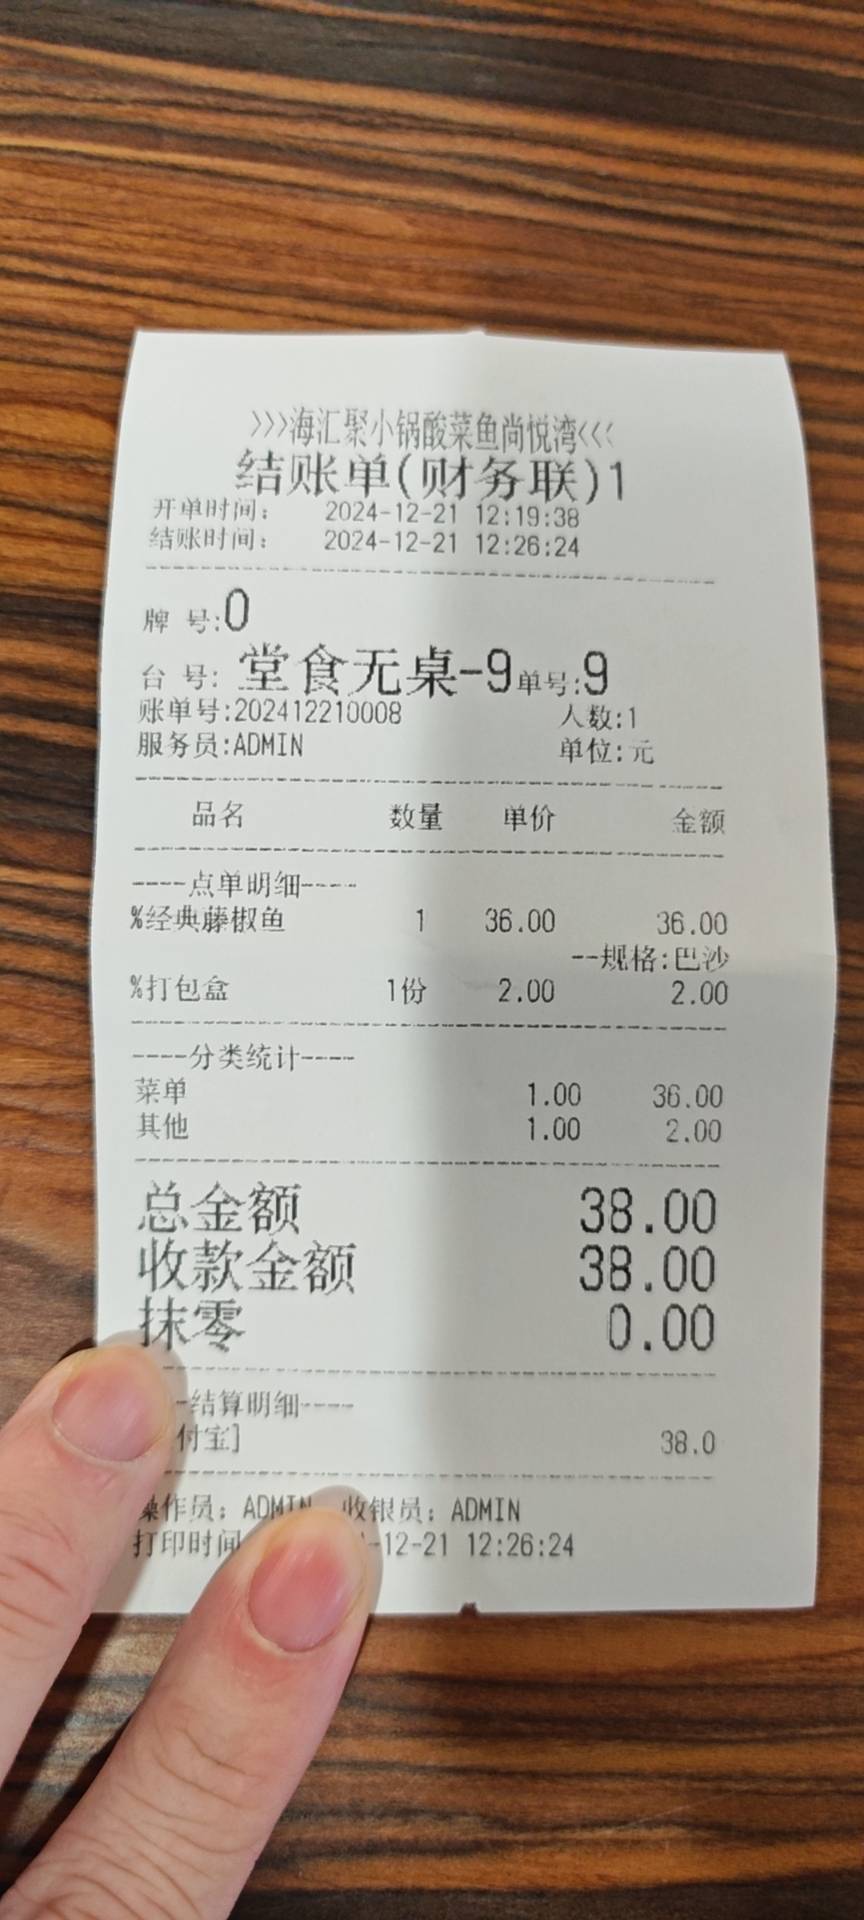 >>>海汇聚小锅酸菜鱼尚悦湾<<<
结账单(财务联)1
开单时间: 2024-12-21 12:19:38
结账时间: 2024-12-21 12:26:24
牌 号:0
台 号: 堂食无桌-9单号:9
账单号:202412210008 人数:1
服务员:ADMIN 单位:元
品名 数量 单价 金额
----点单明细----
%经典藤椒鱼 1 36.00 36.00
--规格:巴沙
%打包盒 1份 2.00 2.00
----分类统计----
菜单 1.00 36.00
其他 1.00 2.00
总金额 38.00
收款金额 38.00
抹零 0.00
-结算明细----
付宝] 38.0
操作员: ADMIN 收银员: ADMIN
打印时间 -12-21 12:26:24